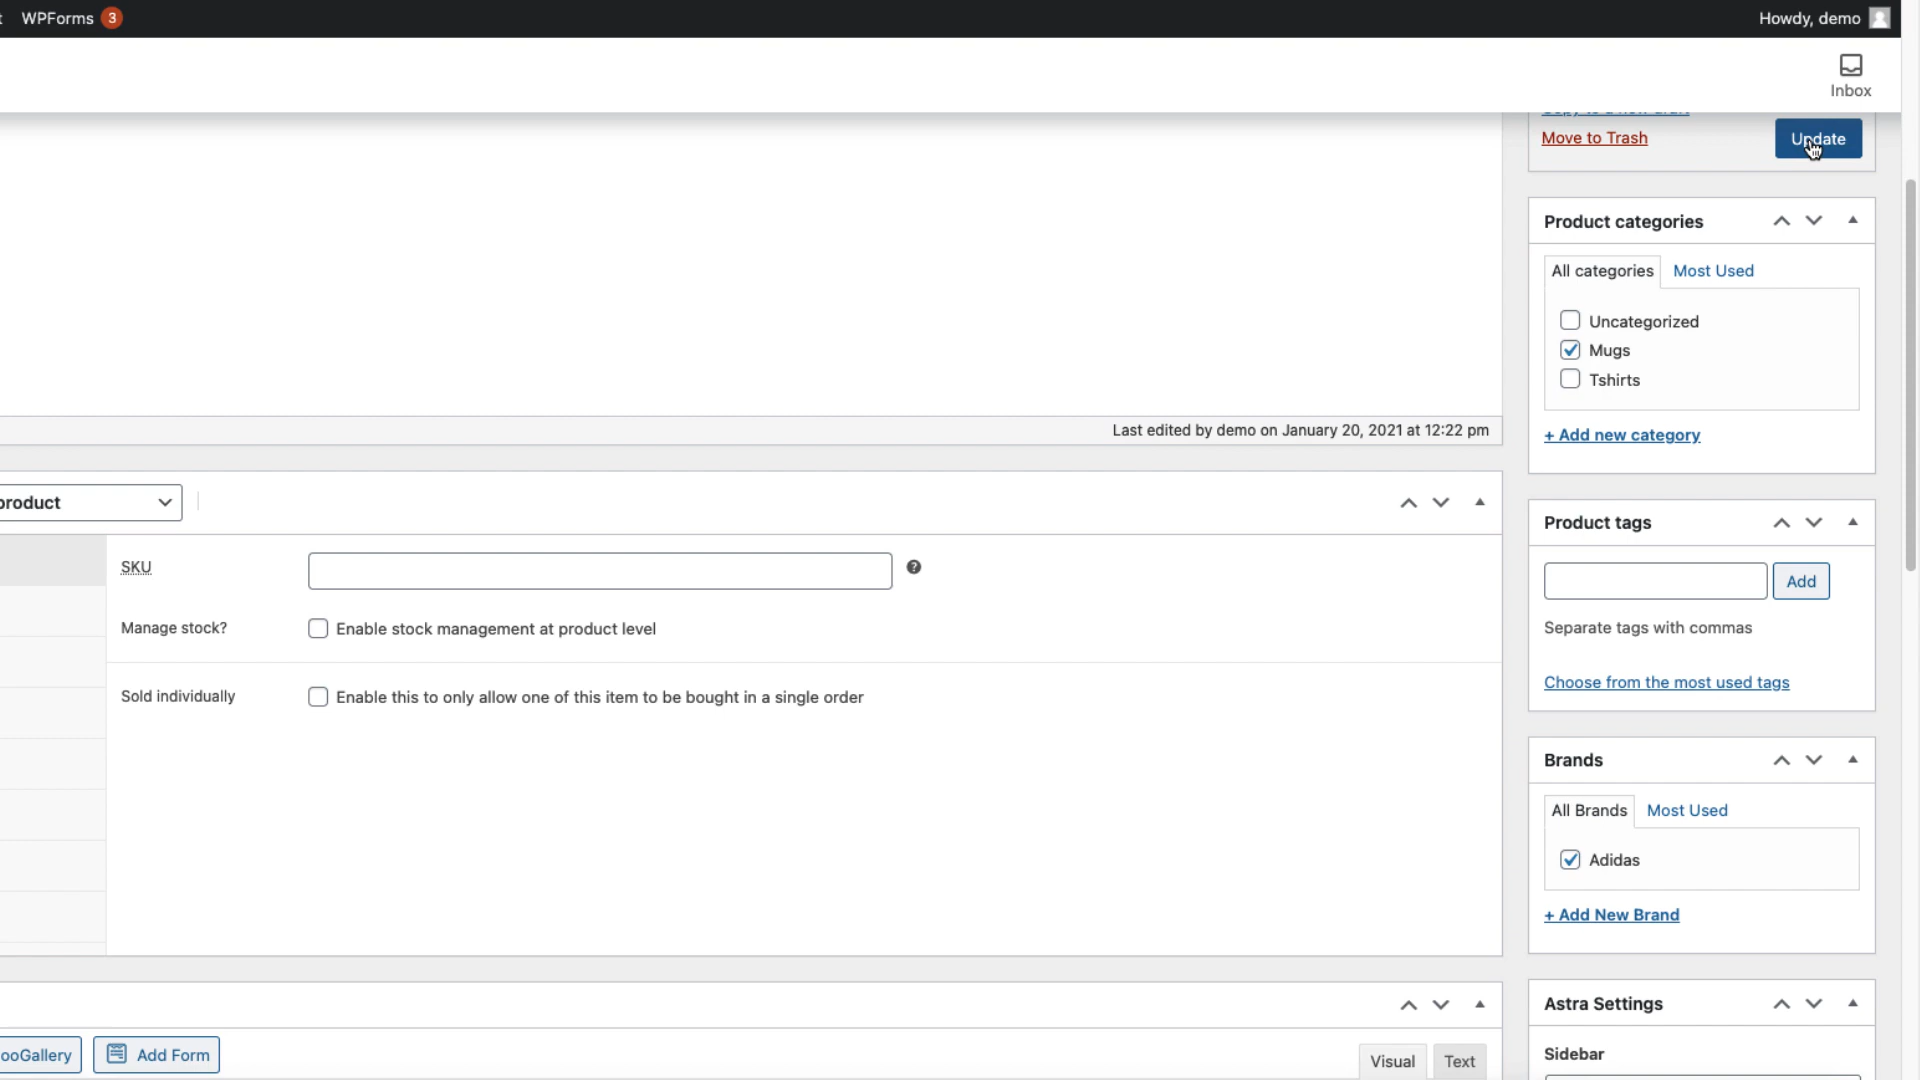 WPForms 3
Howdy, demo
Inbox
Move to Trash
Update
Product categories
All categories
Most Used
Uncategorized
Mugs
Tshirts
+ Add new category
Last edited by demo on January 20, 2021 at 12:22 pm
product
SKU
Manage stock?
Enable stock management at product level
Sold individually
Enable this to only allow one of this item to be bought in a single order
Product tags
Add
Separate tags with commas
Choose from the most used tags
Brands
All Brands
Most Used
Adidas
+ Add New Brand
Astra Settings
Sidebar
ooGallery
Add Form
Visual
Text